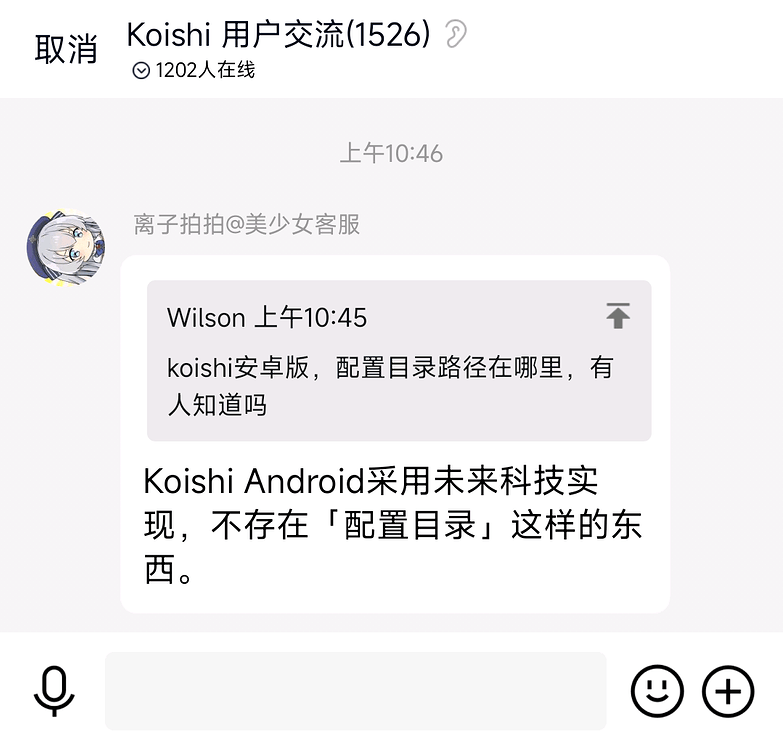 取消
Koishi 用户交流(1526)
1202人在线
上午10:46
离子拍拍@美少女客服
Wilson 上午10:45
koishi安卓版，配置目录路径在哪里，有
人知道吗
Koishi Android采用未来科技实
现，不存在「配置目录」这样的东
西。